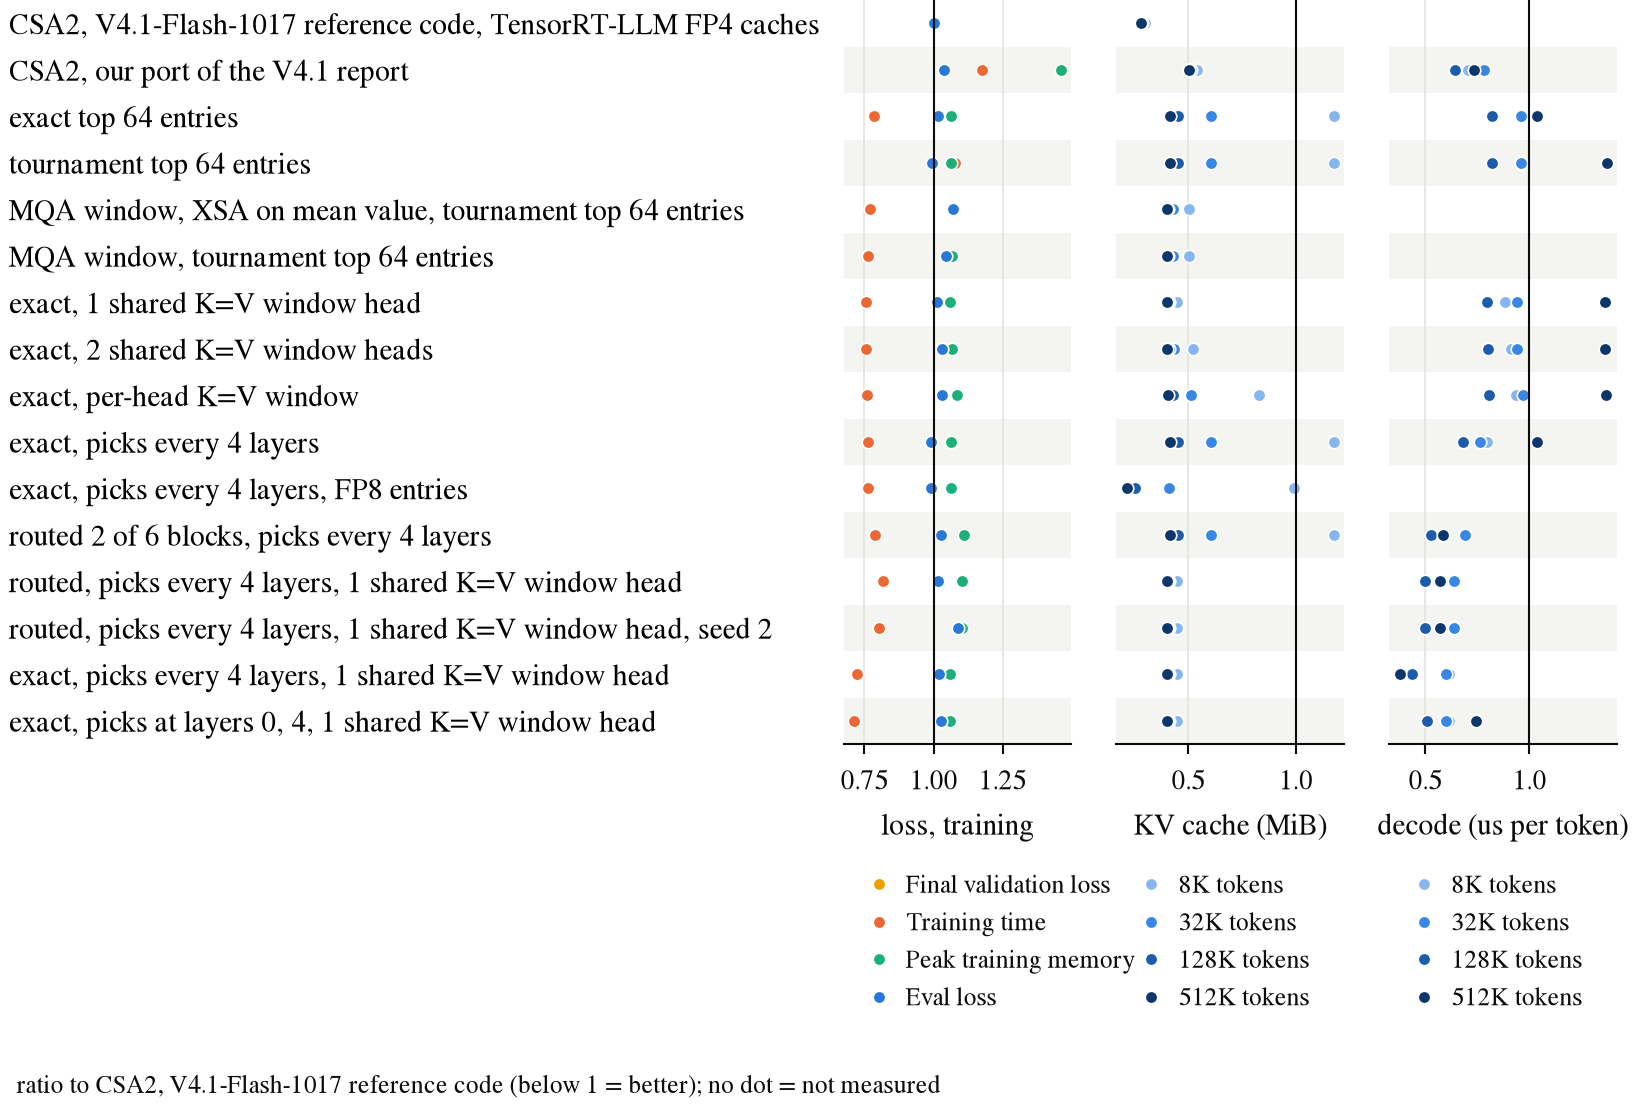 CSA2, V4.1-Flash-1017 reference code, TensorRT-LLM FP4 caches
CSA2, our port of the V4.1 report
exact top 64 entries
tournament top 64 entries
MQA window, XSA on mean value, tournament top 64 entries
MQA window, tournament top 64 entries
exact, 1 shared K=V window head
exact, 2 shared K=V window heads
exact, per-head K=V window
exact, picks every 4 layers
exact, picks every 4 layers, FP8 entries
routed 2 of 6 blocks, picks every 4 layers
routed, picks every 4 layers, 1 shared K=V window head
routed, picks every 4 layers, 1 shared K=V window head, seed 2
exact, picks every 4 layers, 1 shared K=V window head
exact, picks at layers 0, 4, 1 shared K=V window head
0.75 1.00 1.25
loss, training
Final validation loss
Training time
Peak training memory
Eval loss
0.5 1.0
KV cache (MiB)
8K tokens
32K tokens
128K tokens
512K tokens
0.5 1.0
decode (us per token)
8K tokens
32K tokens
128K tokens
512K tokens
ratio to CSA2, V4.1-Flash-1017 reference code (below 1 = better); no dot = not measured